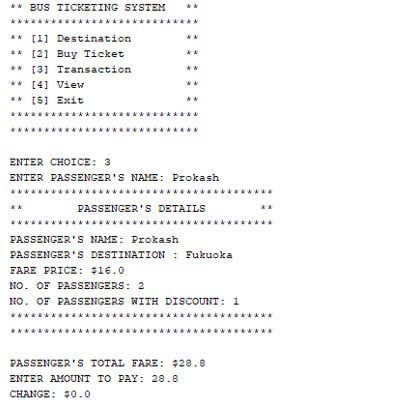 ** BUS TICKETING SYSTEM   **
****************************
** [1] Destination        **
** [2] Buy Ticket         **
** [3] Transaction        **
** [4] View               **
** [5] Exit               **
****************************
****************************
ENTER CHOICE: 3
ENTER PASSENGER'S NAME: Prokash
***************************************
**        PASSENGER'S DETAILS        **
***************************************
PASSENGER'S NAME: Prokash
PASSENGER'S DESTINATION : Fukuoka
FARE PRICE: $16.0
NO. OF PASSENGERS: 2
NO. OF PASSENGERS WITH DISCOUNT: 1
***************************************
***************************************
PASSENGER'S TOTAL FARE: $28.8
ENTER AMOUNT TO PAY: 28.8
CHANGE: $0.0